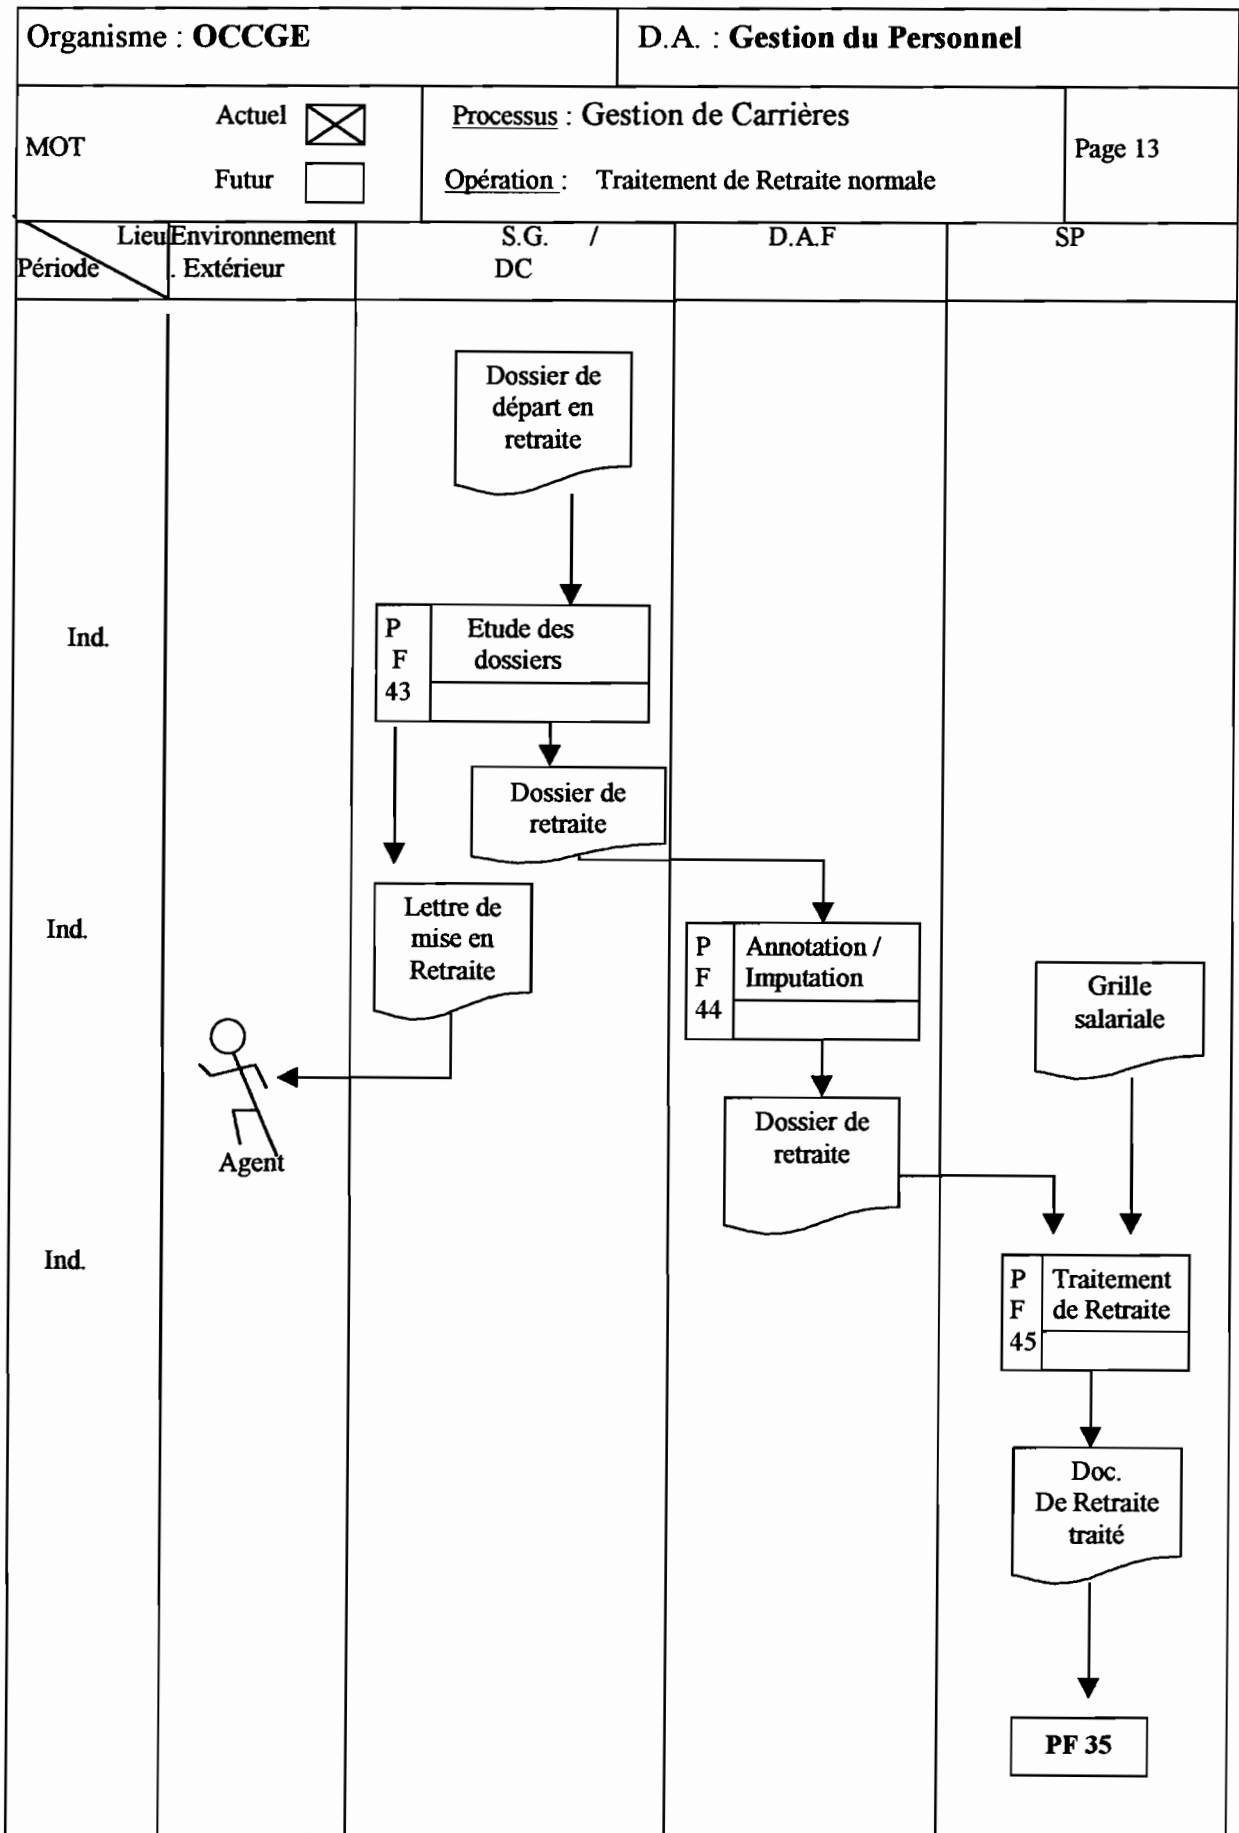 Organisme : OCCGE
D.A. : Gestion du Personnel
MOT
Actuel
Futur
Processus : Gestion de Carrières
Opération : Traitement de Retraite normale
Page 13
Lieu
Période
Environnement
. Extérieur
S.G. /
DC
D.A.F
SP
Dossier de
départ en
retraite
Ind.
P
F
43
Etude des
dossiers
Dossier de
retraite
Ind.
Lettre de
mise en
Retraite
P
F
44
Annotation /
Imputation
Grille
salariale
Agent
Dossier de
retraite
Ind.
P
F
45
Traitement
de Retraite
Doc.
De Retraite
traité
PF 35